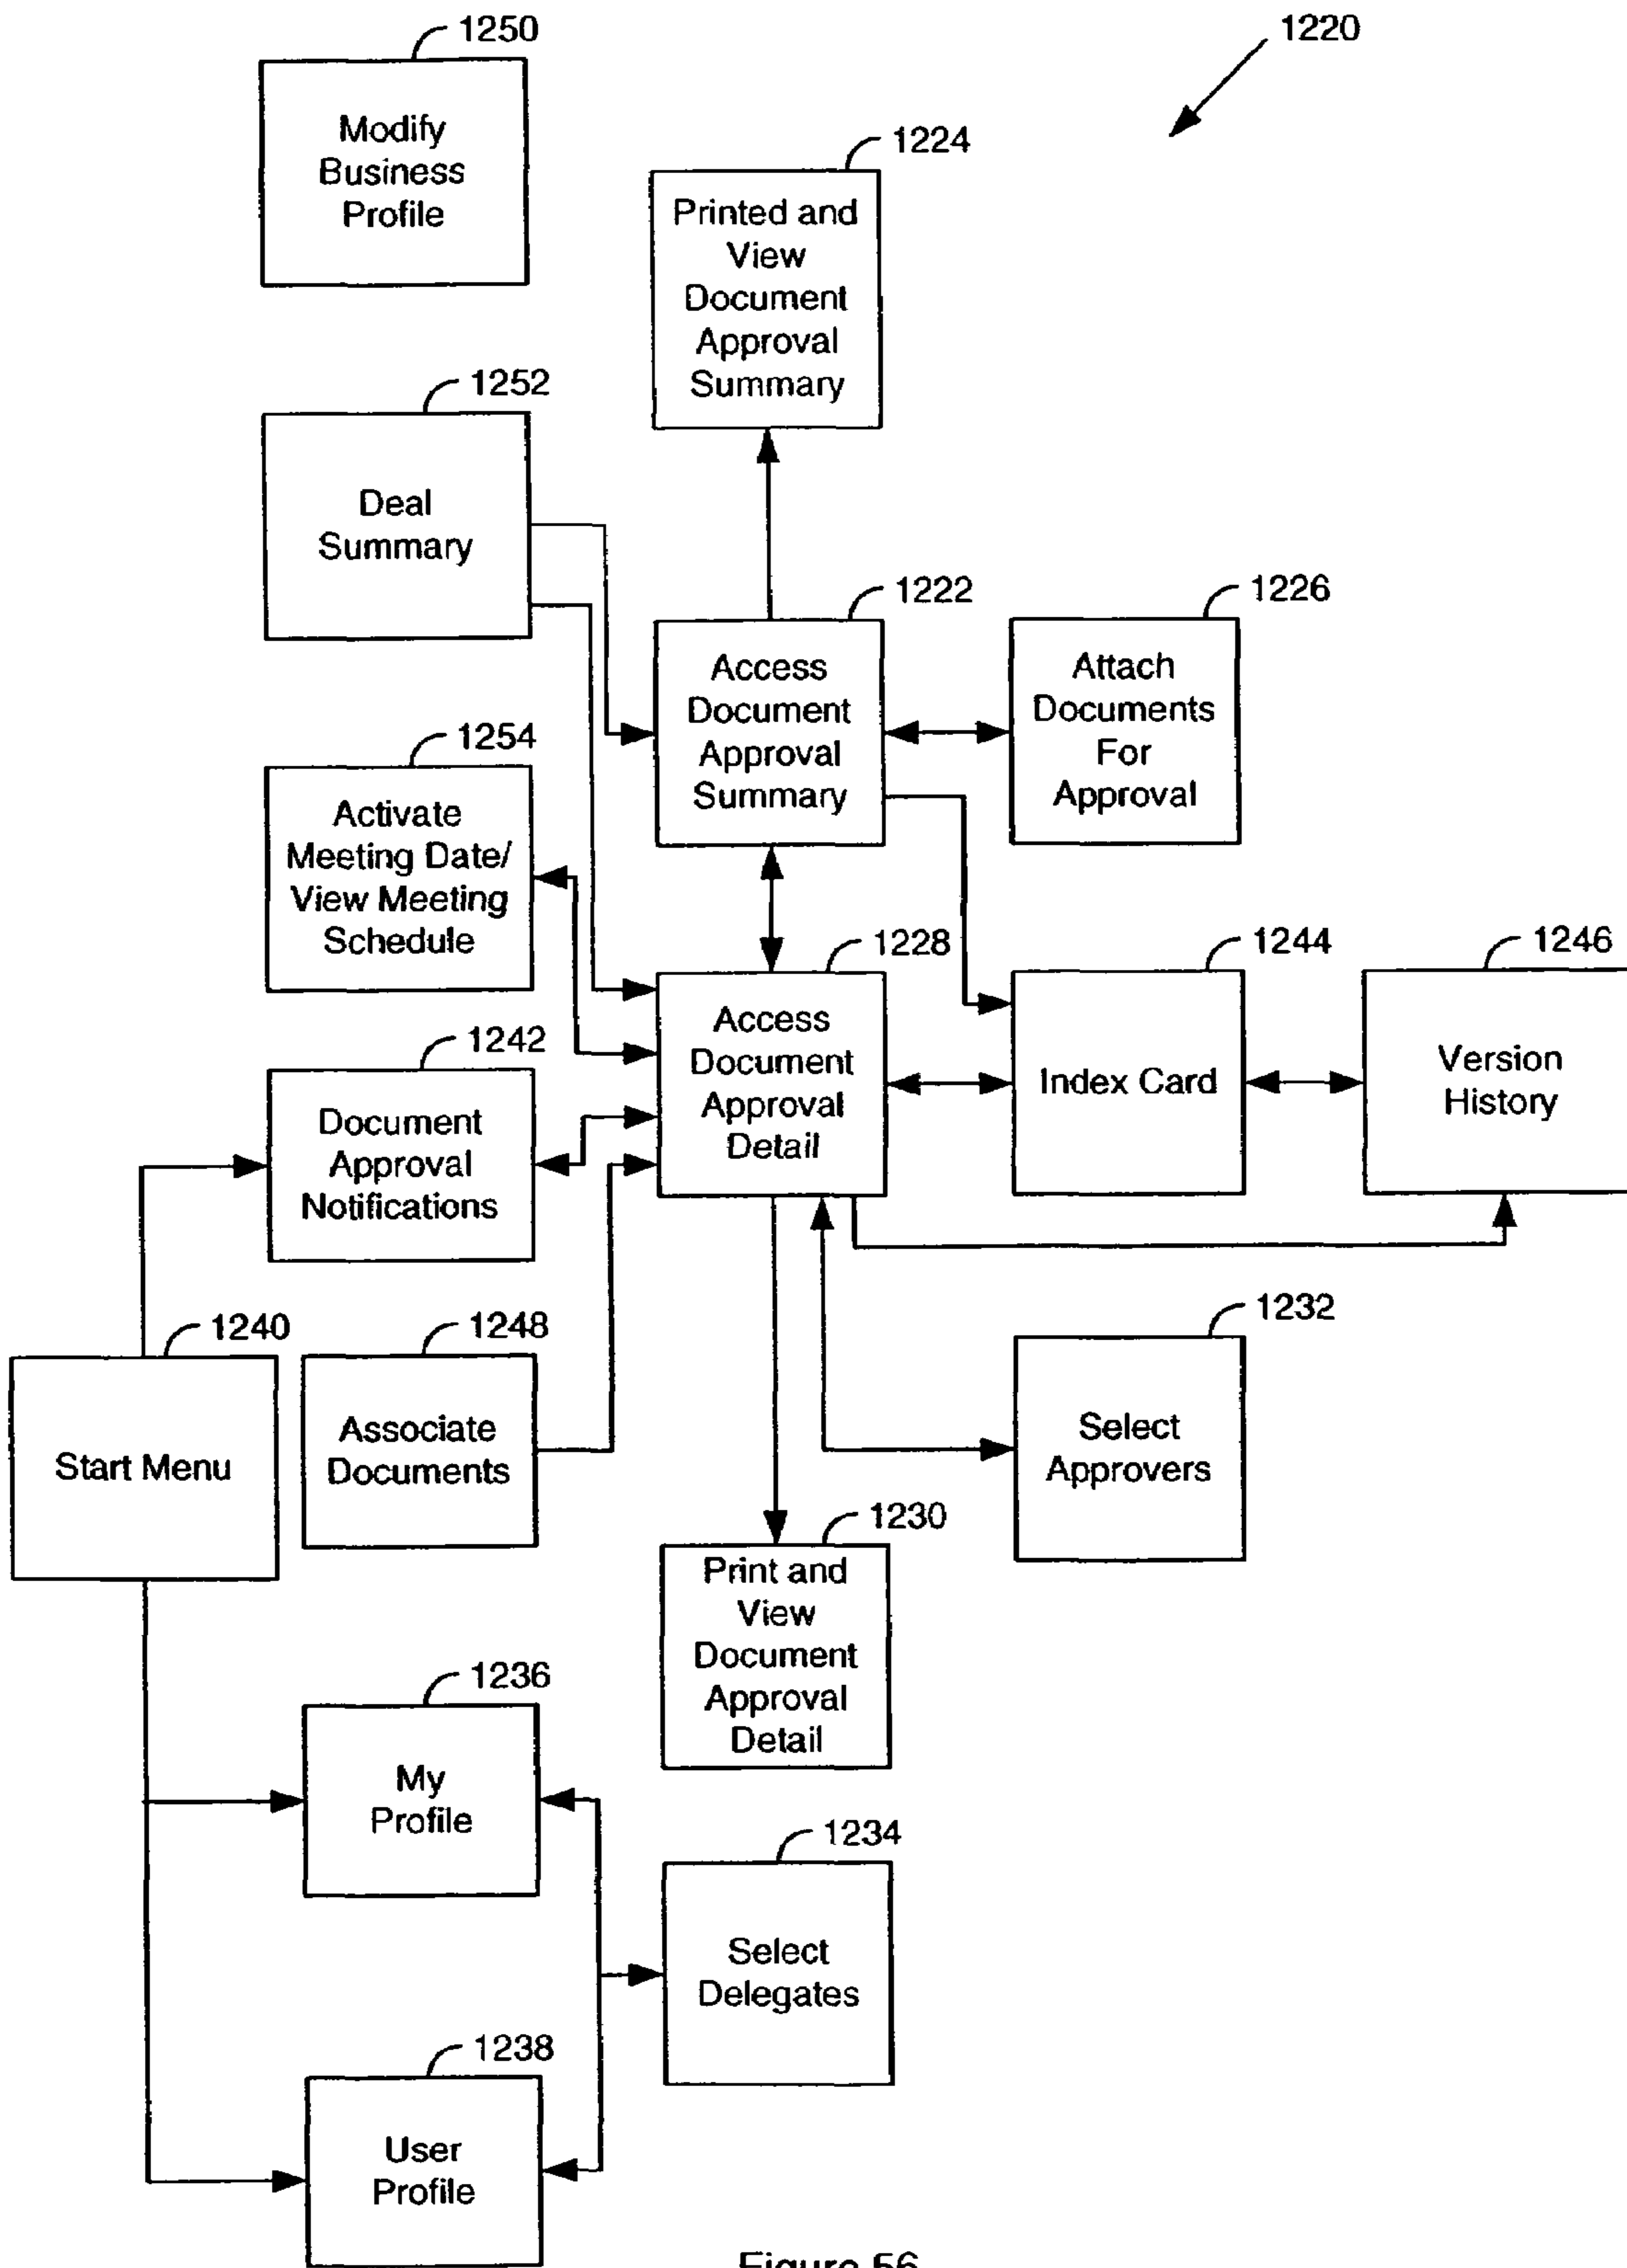 1250
1220
Modify
Business
Profile
1224
Printed and
View
Document
Approval
Summary
1252
Deal
Summary
1222
Access
Document
Approval
Summary
1226
Attach
Documents
For
Approval
1254
Activate
Meeting Date/
View Meeting
Schedule
1228
Access
Document
Approval
Detail
1244
Index Card
1246
Version
History
1242
Document
Approval
Notifications
1240
Start Menu
1248
Associate
Documents
1232
Select
Approvers
1230
Print and
View
Document
Approval
Detail
1236
My
Profile
1234
Select
Delegates
1238
User
Profile
Figure 56